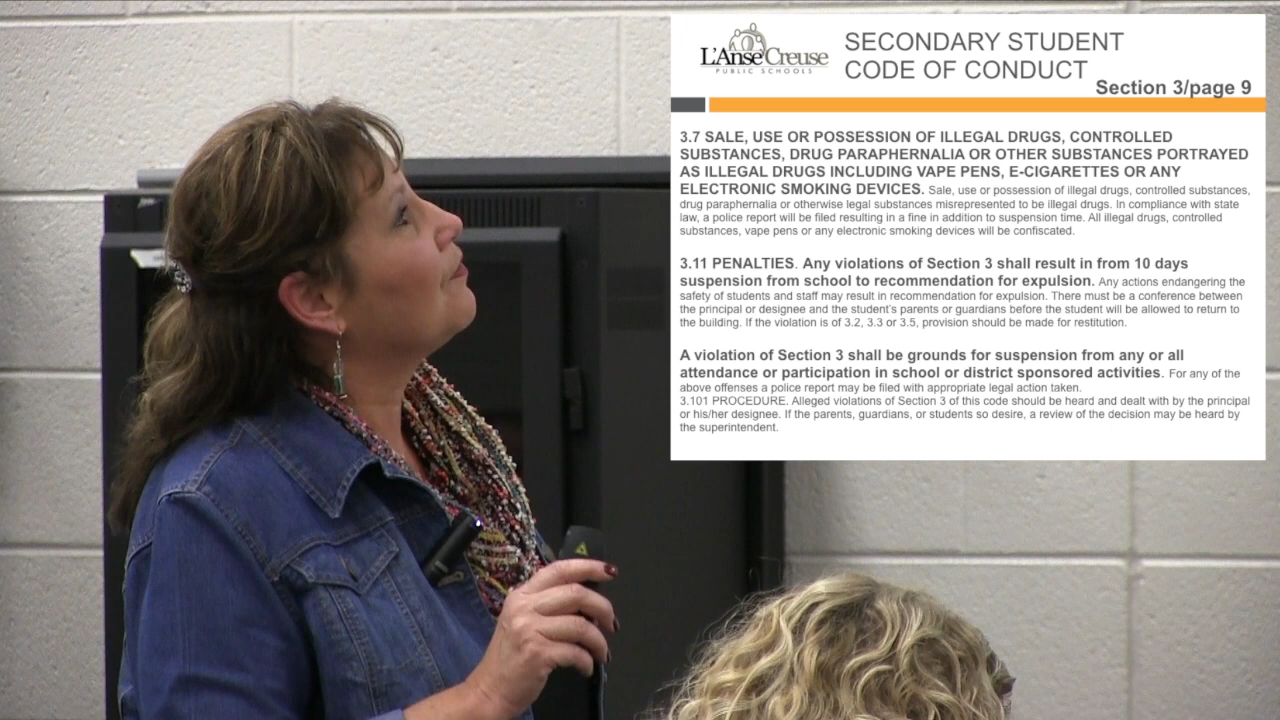 L'Anse Creuse
PUBLIC SCHOOLS
SECONDARY STUDENT
CODE OF CONDUCT
Section 3/page 9
3.7 SALE, USE OR POSSESSION OF ILLEGAL DRUGS, CONTROLLED
SUBSTANCES, DRUG PARAPHERNALIA OR OTHER SUBSTANCES PORTRAYED
AS ILLEGAL DRUGS INCLUDING VAPE PENS, E-CIGARETTES OR ANY
ELECTRONIC SMOKING DEVICES. Sale, use or possession of illegal drugs, controlled substances,
drug paraphernalia or otherwise legal substances misrepresented to be illegal drugs. In compliance with state
law, a police report will be filed resulting in a fine in addition to suspension time. All illegal drugs, controlled
substances, vape pens or any electronic smoking devices will be confiscated.
3.11 PENALTIES. Any violations of Section 3 shall result in from 10 days
suspension from school to recommendation for expulsion. Any actions endangering the
safety of students and staff may result in recommendation for expulsion. There must be a conference between
the principal or designee and the student's parents or guardians before the student will be allowed to return to
the building. If the violation is of 3.2, 3.3 or 3.5, provision should be made for restitution.
A violation of Section 3 shall be grounds for suspension from any or all
attendance or participation in school or district sponsored activities. For any of the
above offenses a police report may be filed with appropriate legal action taken.
3.101 PROCEDURE. Alleged violations of Section 3 of this code should be heard and dealt with by the principal
or his/her designee. If the parents, guardians, or students so desire, a review of the decision may be heard by
the superintendent.